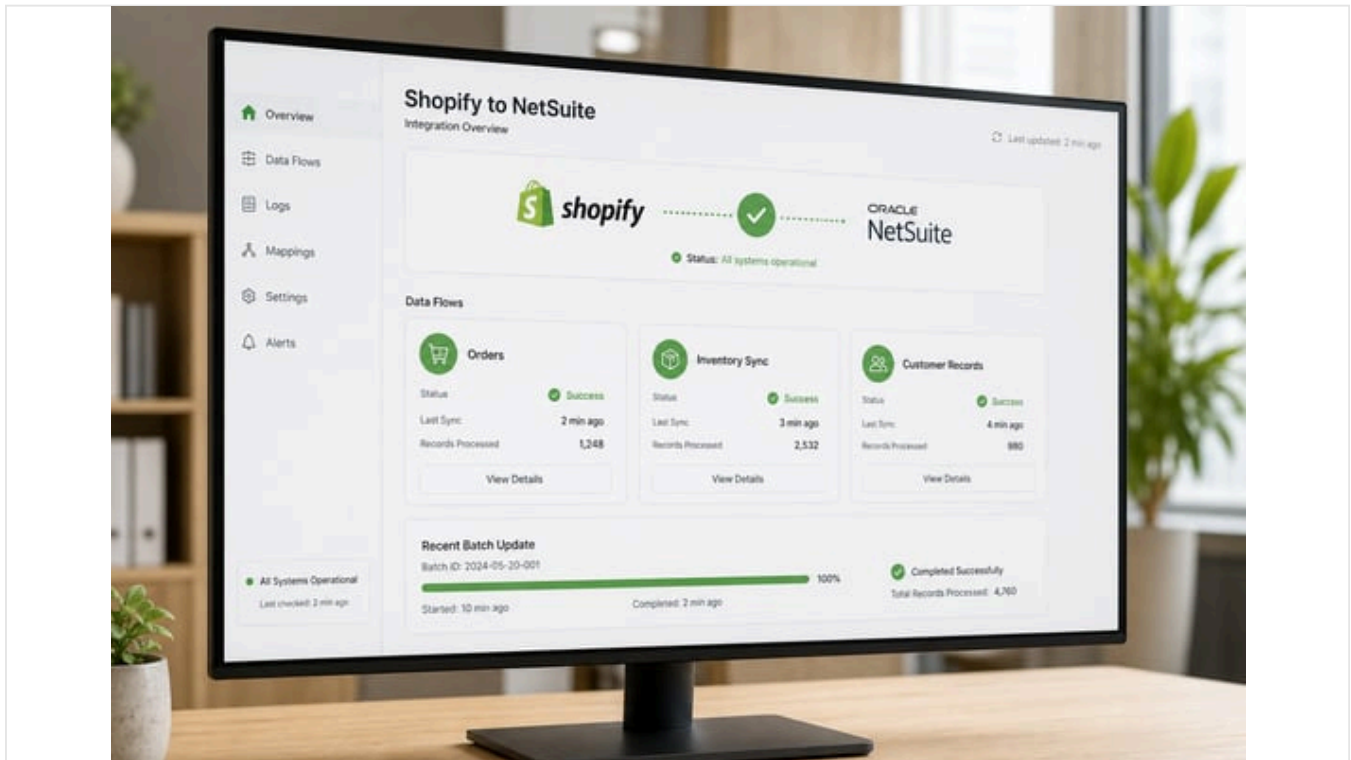 Shopify to NetSuite
Integration Overview
Last updated: 2 min ago
Overview
Data Flows
Logs
Mappings
Settings
Alerts
All Systems Operational
Last checked: 2 min ago
shopify
ORACLE
NetSuite
Status: All systems operational
Data Flows
Orders
Status Success
Last Sync: 2 min ago
Records Processed 1,248
View Details
Inventory Sync
Status Success
Last Sync: 3 min ago
Records Processed 2,532
View Details
Customer Records
Status Success
Last Sync: 4 min ago
Records Processed 980
View Details
Recent Batch Update
Batch ID: 2024-05-20-001
100%
Started: 10 min ago
Completed: 2 min ago
Completed Successfully
Total Records Processed: 4,760